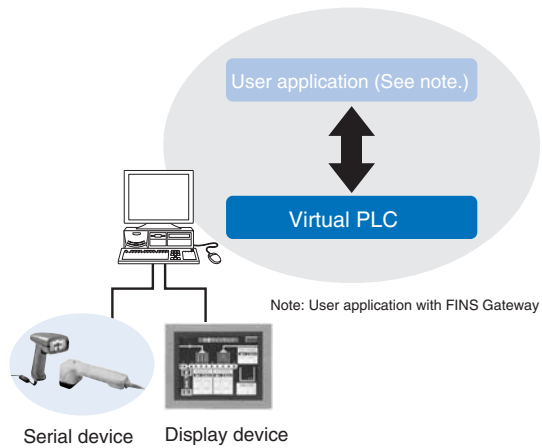 User application (See note.)
Virtual PLC
Note: User application with FINS Gateway
Serial device
Display device